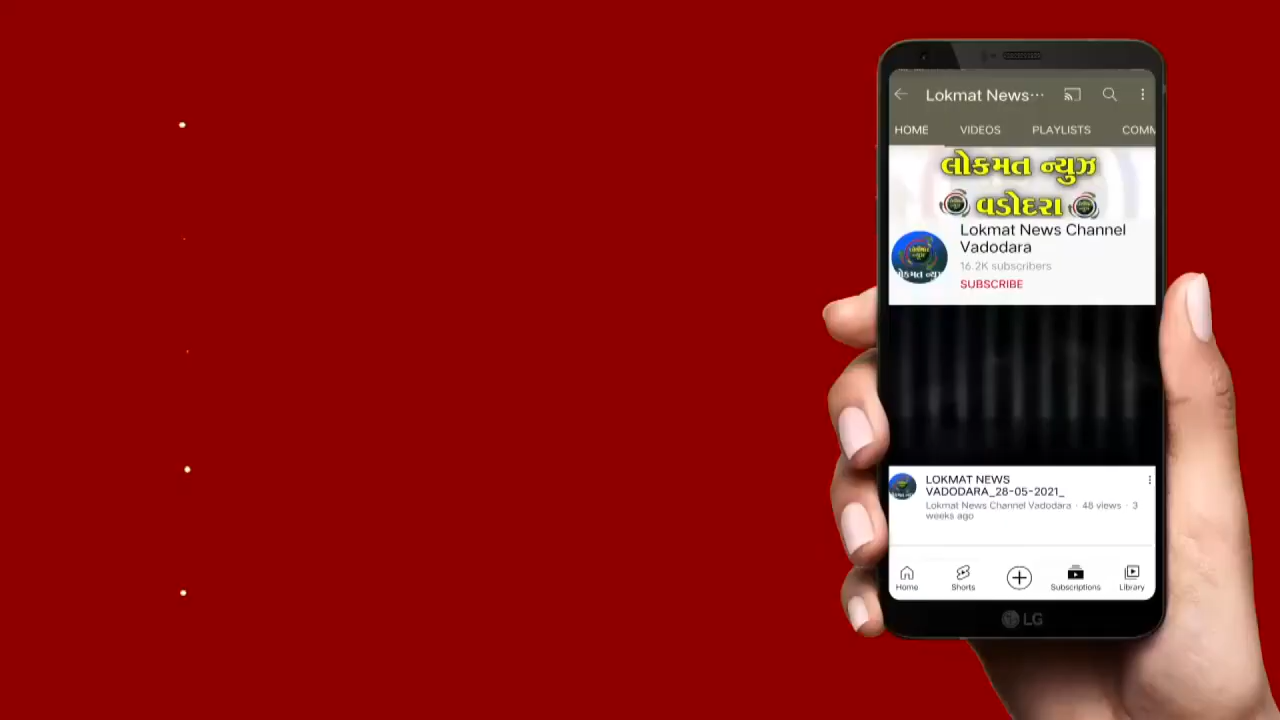 Lokmat News···
HOME VIDEOS PLAYLISTS COMM
લોકમત ન્યુઝ
વડોદરા
Lokmat News Channel
Vadodara
16.2K subscribers
SUBSCRIBE
LOKMAT NEWS
VADODARA_28-05-2021_
Lokmat News Channel Vadodara · 48 views · 3
weeks ago
Home Shorts Subscriptions Library
LG